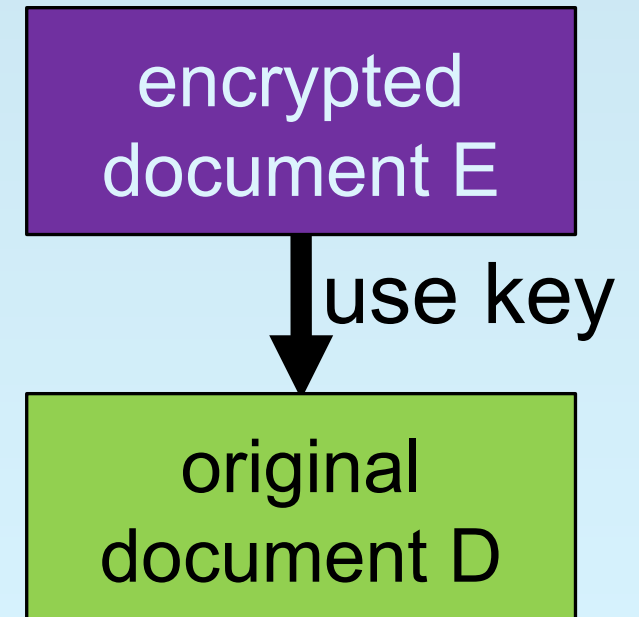 encrypted
document E
use key
original
document D